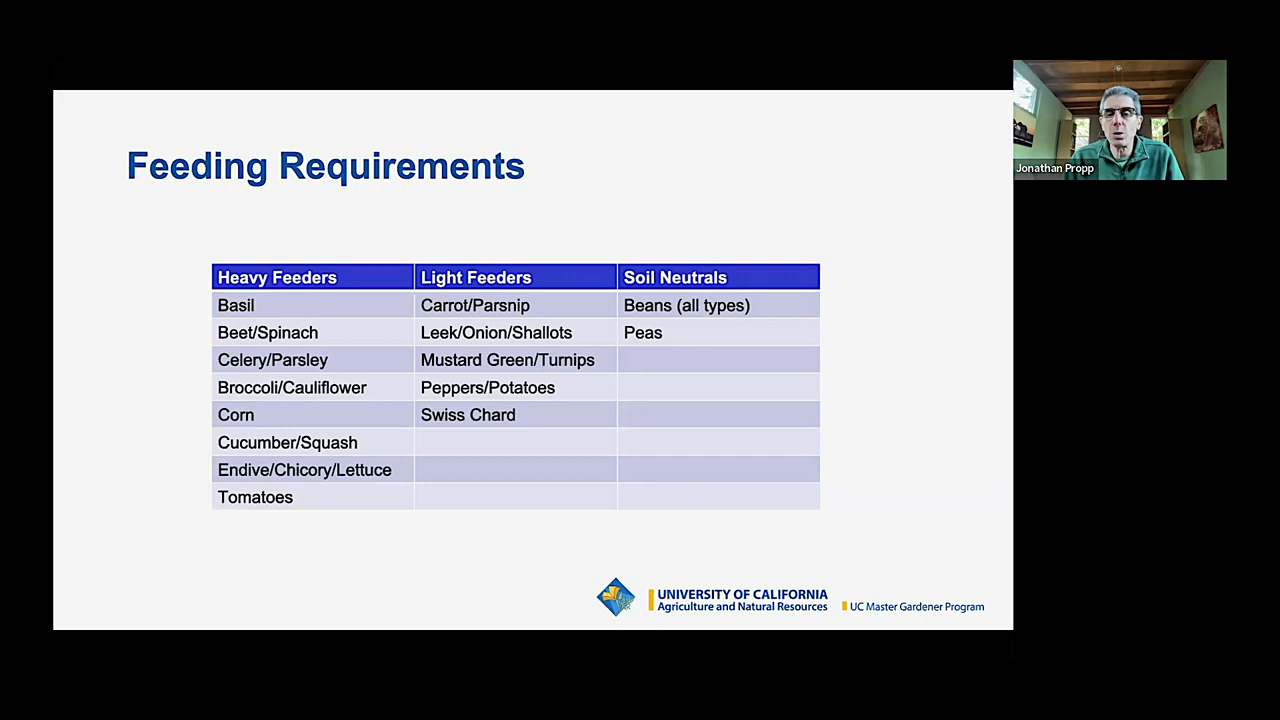 Feeding Requirements
Heavy Feeders Light Feeders Soil Neutrals
Basil Carrot/Parsnip Beans (all types)
Beet/Spinach Leek/Onion/Shallots Peas
Celery/Parsley Mustard Green/Turnips
Broccoli/Cauliflower Peppers/Potatoes
Corn Swiss Chard
Cucumber/Squash
Endive/Chicory/Lettuce
Tomatoes
UNIVERSITY OF CALIFORNIA
Agriculture and Natural Resources
UC Master Gardener Program
Jonathan Propp